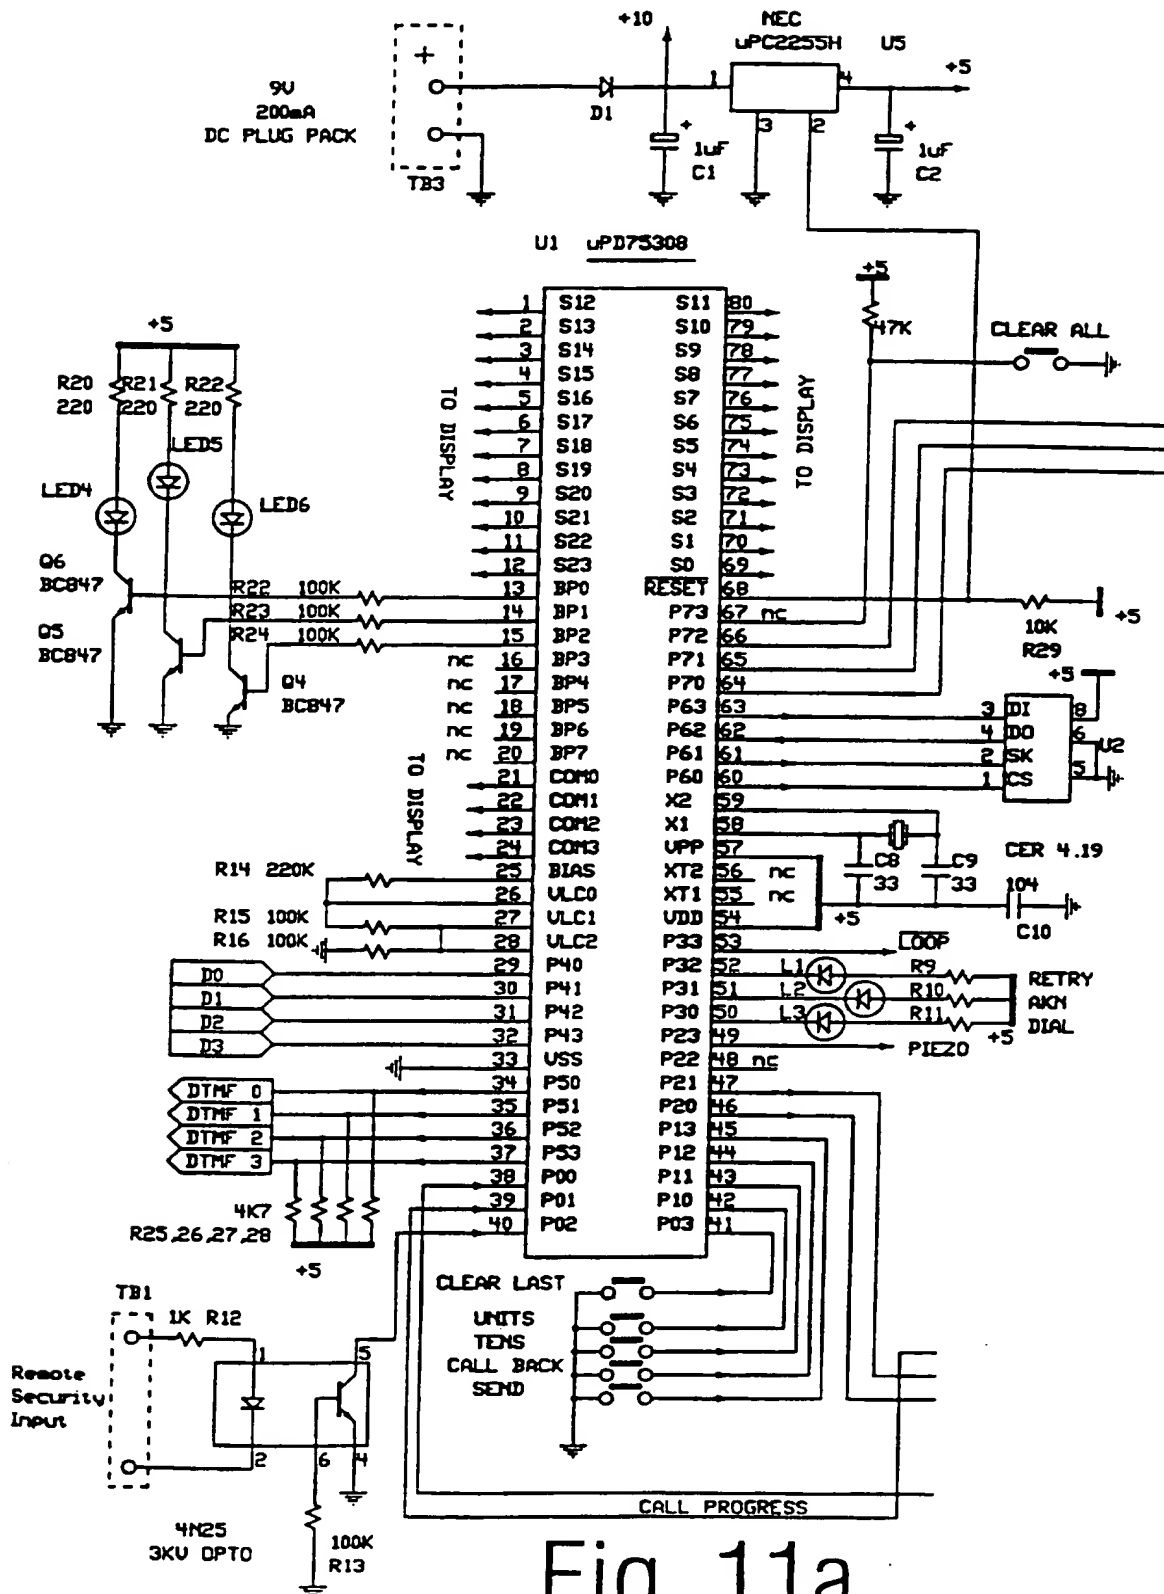 +10
NEC
uPC2255H U5
1 4 +5
9V
200mA
DC PLUG PACK
+
D1
3 2
+
1uF
C1
+
1uF
C2
TB3
U1 uPD75308
+5
47K
CLEAR ALL
+5
R20 R21 R22
220 220 220
LED5
LED4
LED6
Q6
BC847
Q5
BC847
Q4
BC847
R22 100K
R23 100K
R24 100K
TO DISPLAY
TO DISPLAY
1 S12 S11 80
2 S13 S10 79
3 S14 S9 78
4 S15 S8 77
5 S16 S7 76
6 S17 S6 75
7 S18 S5 74
8 S19 S4 73
9 S20 S3 72
10 S21 S2 71
11 S22 S1 70
12 S23 S0 69
13 BP0 RESET 68
14 BP1 P73 67 nc
15 BP2 P72 66
nc 16 BP3 P71 65
nc 17 BP4 P70 64
nc 18 BP5 P63 63
nc 19 BP6 P62 62
nc 20 BP7 P61 61
21 COM0 P60 60
22 COM1 X2 59
23 COM2 X1 58
24 COM3 VPP 57
25 BIAS XT2 56 nc
26 VLC0 XT1 55 nc
27 VLC1 VDD 54
28 VLC2 P33 53
29 P40 P32 52
30 P41 P31 51
31 P42 P30 50
32 P43 P23 49
33 VSS P22 48 nc
34 P50 P21 47
35 P51 P20 46
36 P52 P13 45
37 P53 P12 44
38 P00 P11 43
39 P01 P10 42
40 P02 P03 41
10K
R29
+5
+5
3 DI 8
4 DO 6
2 SK 5
1 CS
U2
TO DISPLAY
C8
33
C9
33
CER 4.19
104
C10
+5
R14 220K
R15 100K
R16 100K
LOOP
L1 R9 RETRY
L2 R10 AKN
L3 R11 DIAL
+5
PIEZO
D0
D1
D2
D3
DTMF 0
DTMF 1
DTMF 2
DTMF 3
4K7
R25,26,27,28
+5
CLEAR LAST
UNITS
TENS
CALL BACK
SEND
TB1
1K R12
1 5
Remote
Security
Input
2 6 4
4N25
3KV OPTO
100K
R13
CALL PROGRESS
Fig 11a